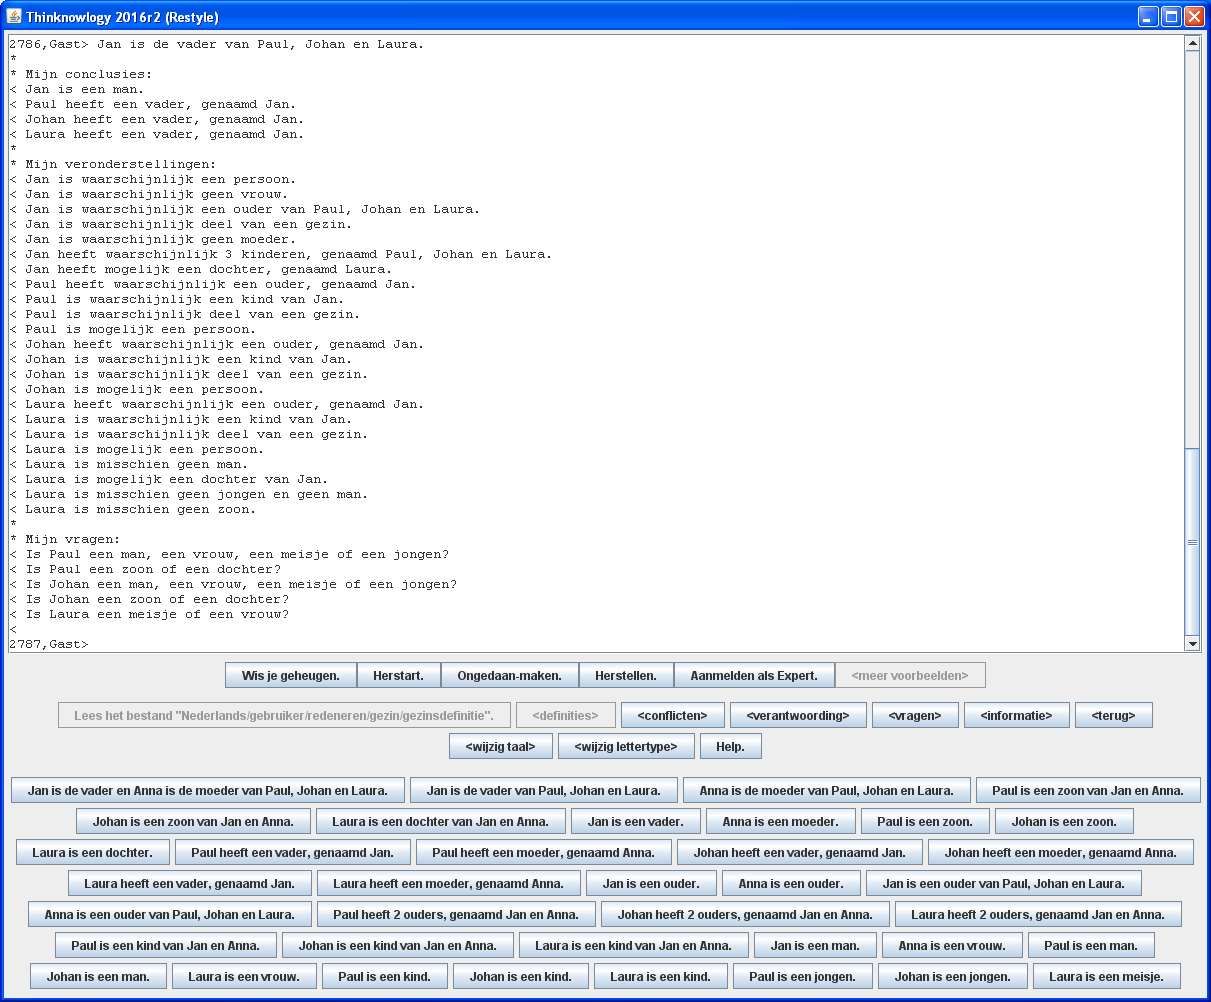 Thinknowlogy 2016r2 (Restyle)
2786,Gast> Jan is de vader van Paul, Johan en Laura.
*
* Mijn conclusies:
< Jan is een man.
< Paul heeft een vader, genaamd Jan.
< Johan heeft een vader, genaamd Jan.
< Laura heeft een vader, genaamd Jan.
*
* Mijn veronderstellingen:
< Jan is waarschijnlijk een persoon.
< Jan is waarschijnlijk geen vrouw.
< Jan is waarschijnlijk een ouder van Paul, Johan en Laura.
< Jan is waarschijnlijk deel van een gezin.
< Jan is waarschijnlijk geen moeder.
< Jan heeft waarschijnlijk 3 kinderen, genaamd Paul, Johan en Laura.
< Jan heeft mogelijk een dochter, genaamd Laura.
< Paul heeft waarschijnlijk een ouder, genaamd Jan.
< Paul is waarschijnlijk een kind van Jan.
< Paul is waarschijnlijk deel van een gezin.
< Paul is mogelijk een persoon.
< Johan heeft waarschijnlijk een ouder, genaamd Jan.
< Johan is waarschijnlijk een kind van Jan.
< Johan is waarschijnlijk deel van een gezin.
< Johan is mogelijk een persoon.
< Laura heeft waarschijnlijk een ouder, genaamd Jan.
< Laura is waarschijnlijk een kind van Jan.
< Laura is waarschijnlijk deel van een gezin.
< Laura is mogelijk een persoon.
< Laura is misschien geen man.
< Laura is mogelijk een dochter van Jan.
< Laura is misschien geen jongen en geen man.
< Laura is misschien geen zoon.
*
* Mijn vragen:
< Is Paul een man, een vrouw, een meisje of een jongen?
< Is Paul een zoon of een dochter?
< Is Johan een man, een vrouw, een meisje of een jongen?
< Is Johan een zoon of een dochter?
< Is Laura een meisje of een vrouw?
<
2787,Gast>
Wis je geheugen. Herstart. Ongedaan-maken. Herstellen. Aanmelden als Expert. <meer voorbeelden>
Lees het bestand "Nederlands/gebruiker/redeneren/gezin/gezinsdefinitie". <definities> <conflicten> <verantwoording> <vragen> <informatie> <terug>
<wijzig taal> <wijzig lettertype> Help.
Jan is de vader en Anna is de moeder van Paul, Johan en Laura. Jan is de vader van Paul, Johan en Laura. Anna is de moeder van Paul, Johan en Laura. Paul is een zoon van Jan en Anna.
Johan is een zoon van Jan en Anna. Laura is een dochter van Jan en Anna. Jan is een vader. Anna is een moeder. Paul is een zoon. Johan is een zoon.
Laura is een dochter. Paul heeft een vader, genaamd Jan. Paul heeft een moeder, genaamd Anna. Johan heeft een vader, genaamd Jan. Johan heeft een moeder, genaamd Anna.
Laura heeft een vader, genaamd Jan. Laura heeft een moeder, genaamd Anna. Jan is een ouder. Anna is een ouder. Jan is een ouder van Paul, Johan en Laura.
Anna is een ouder van Paul, Johan en Laura. Paul heeft 2 ouders, genaamd Jan en Anna. Johan heeft 2 ouders, genaamd Jan en Anna. Laura heeft 2 ouders, genaamd Jan en Anna.
Paul is een kind van Jan en Anna. Johan is een kind van Jan en Anna. Laura is een kind van Jan en Anna. Jan is een man. Anna is een vrouw. Paul is een man.
Johan is een man. Laura is een vrouw. Paul is een kind. Johan is een kind. Laura is een kind. Paul is een jongen. Johan is een jongen. Laura is een meisje.